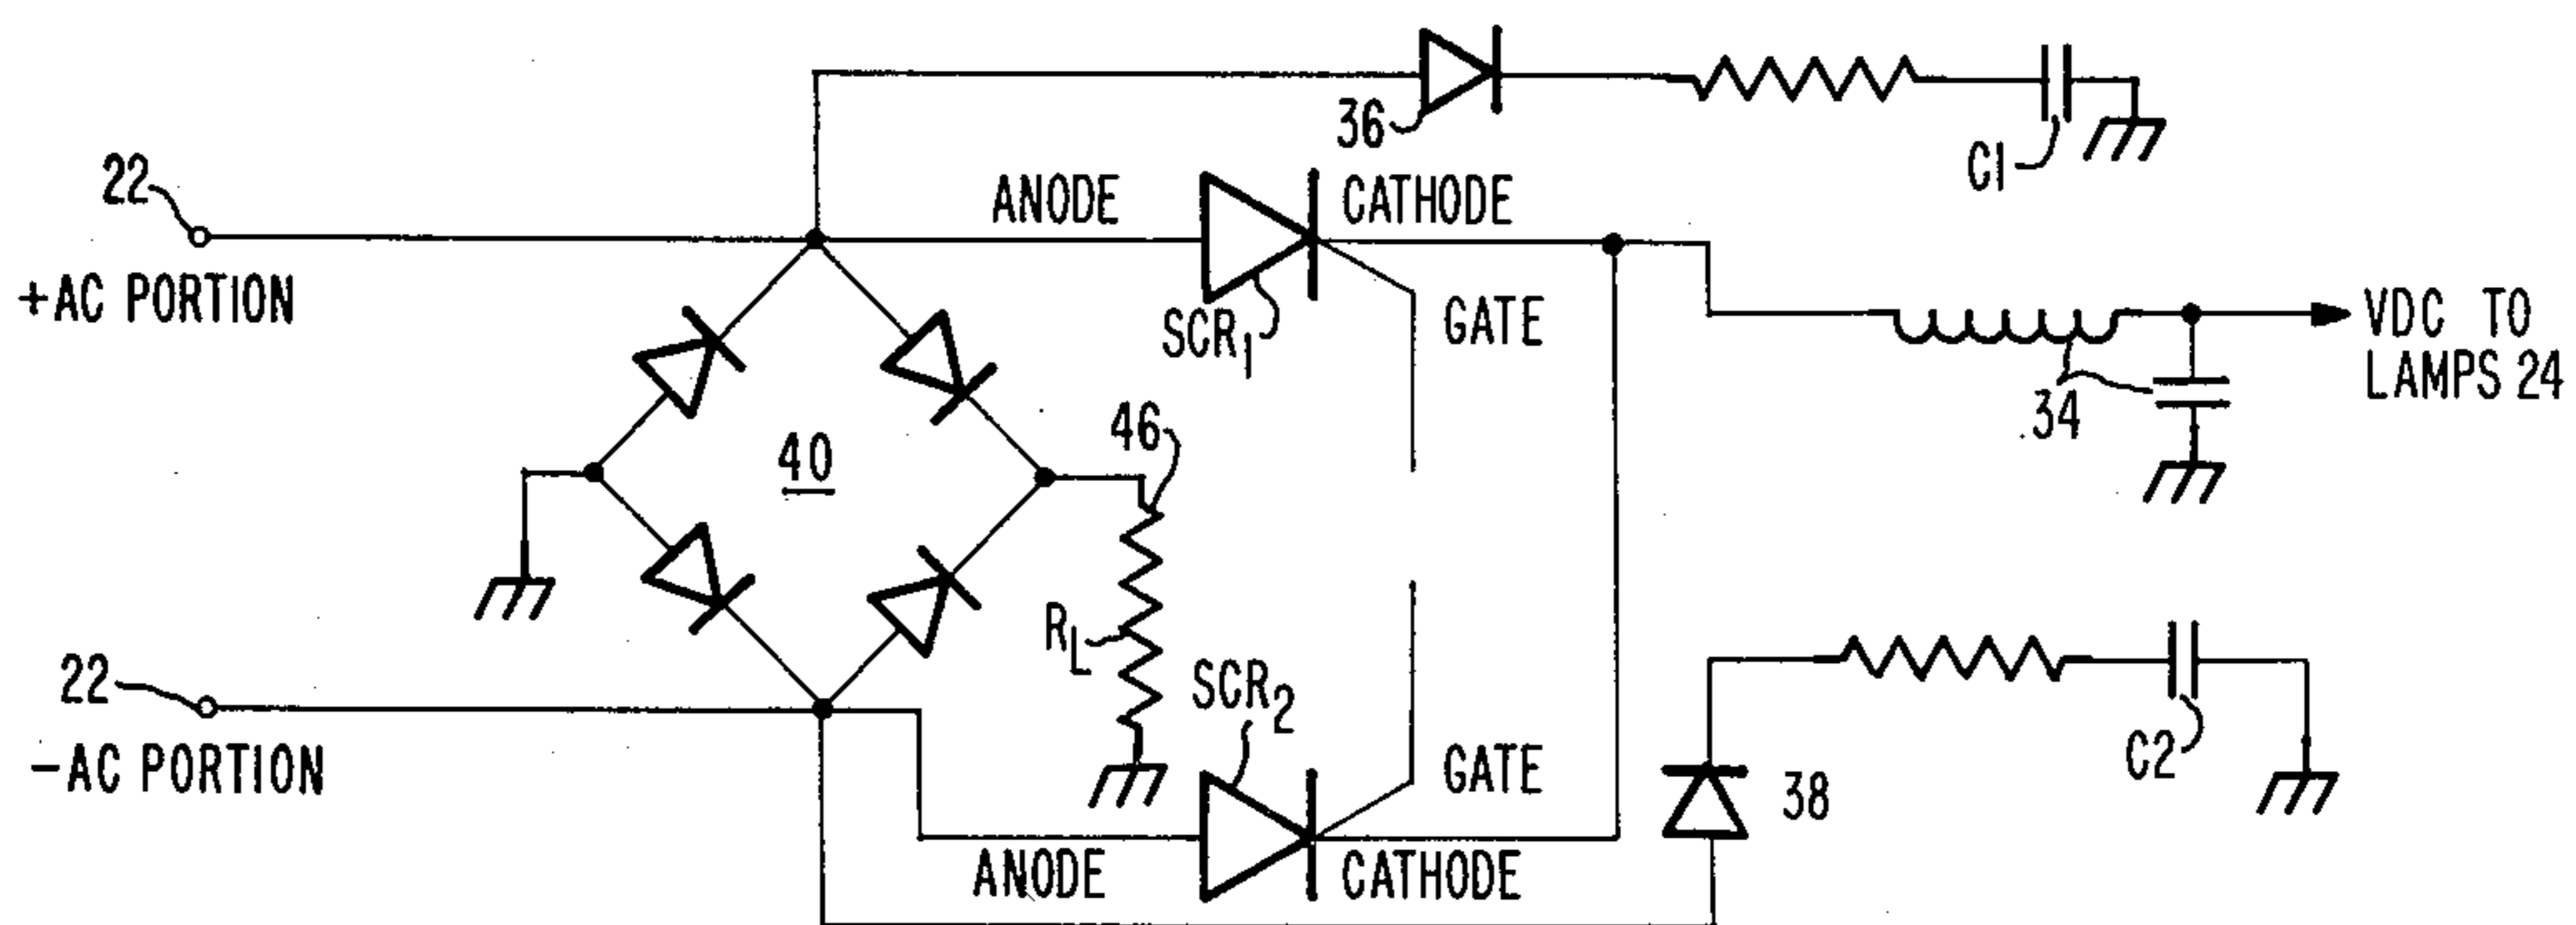 36
C1
22
ANODE
CATHODE
+AC PORTION
SCR1
GATE
VDC TO
LAMPS 24
34
40
46
RL
22
SCR2
-AC PORTION
GATE
38
C2
ANODE
CATHODE